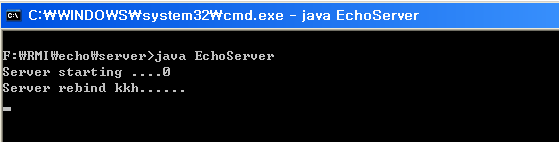 C:\WINDOWS\system32\cmd.exe - java EchoServer
F:₩RMI₩echo₩server>java EchoServer
Server starting ....0
Server rebind kkh......